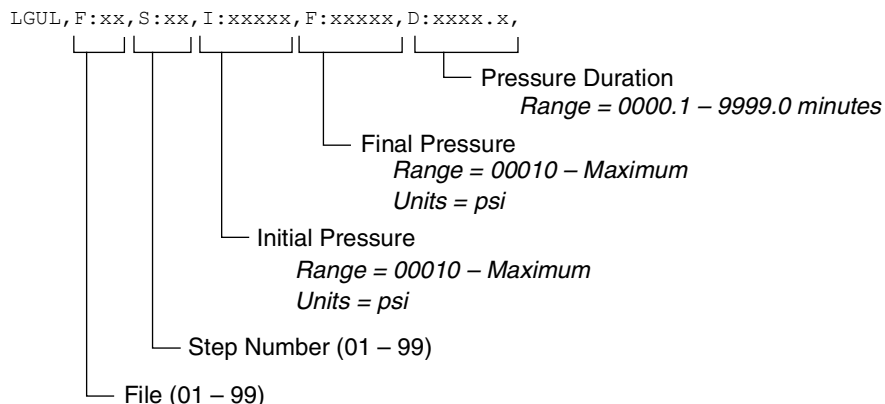 LGUL,F:xx,S:xx,I:xxxxx,F:xxxxx,D:xxxx.x,
Pressure Duration
Range = 0000.1 – 9999.0 minutes
Final Pressure
Range = 00010 – Maximum
Units = psi
Initial Pressure
Range = 00010 – Maximum
Units = psi
Step Number (01 – 99)
File (01 – 99)